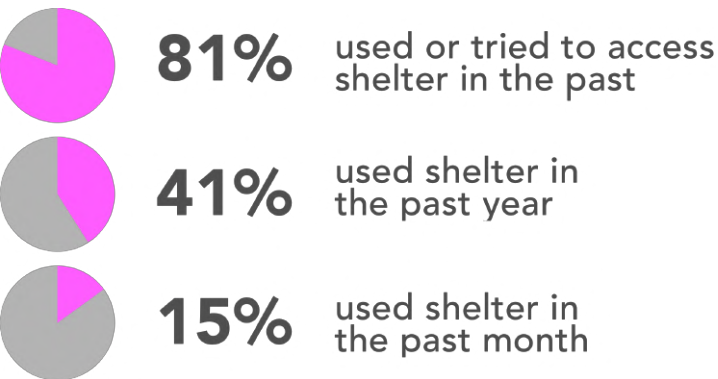 81%
used or tried to access
shelter in the past
41%
used shelter in
the past year
15%
used shelter in
the past month